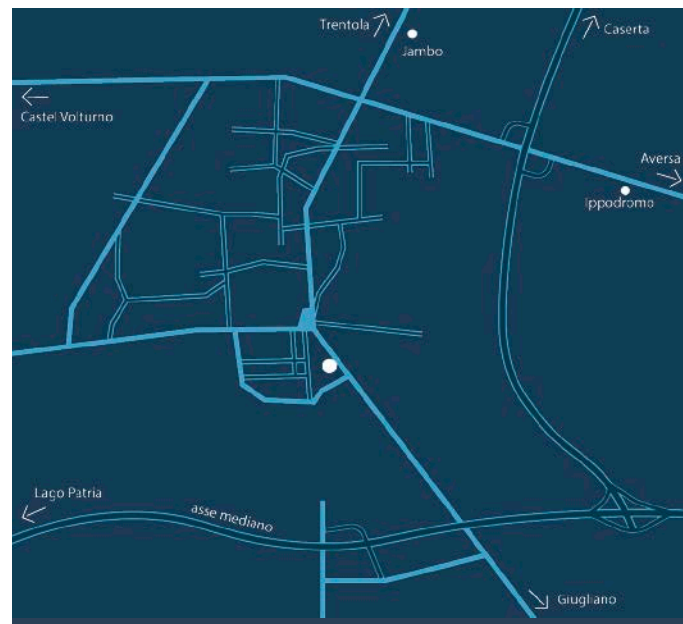 Trentola
Caserta
Jambo
Castel Volturno
Aversa
Ippodromo
Lago Patria
asse mediano
Giugliano